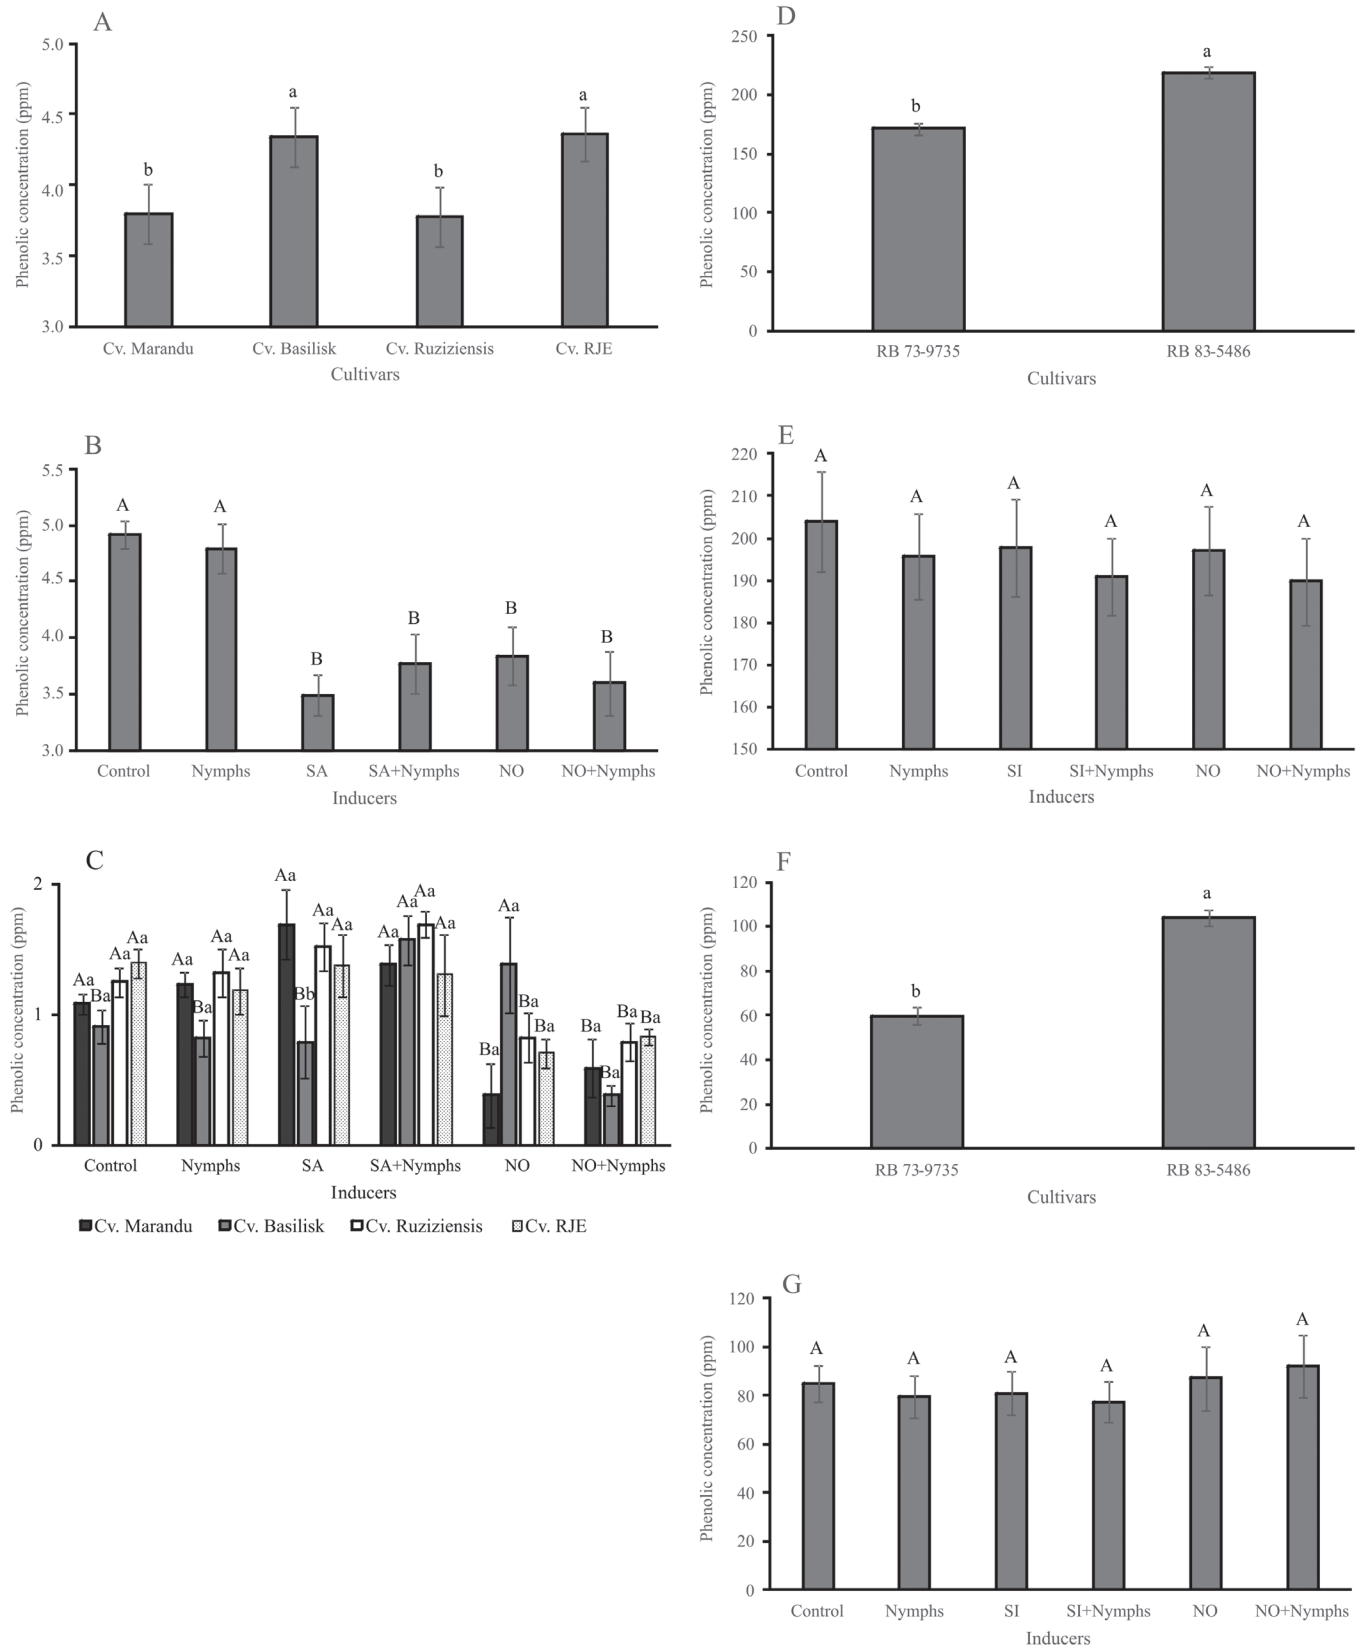 A
Phenolic concentration (ppm)
5.0
4.5
4.0
3.5
3.0
b
a
b
a
Cv. Marandu
Cv. Basilisk
Cv. Ruziziensis
Cv. RJE
Cultivars
B
Phenolic concentration (ppm)
5.5
5.0
4.5
4.0
3.5
3.0
A
A
B
B
B
B
Control
Nymphs
SA
SA+Nymphs
NO
NO+Nymphs
Inducers
C
Phenolic concentration (ppm)
2
1
0
Aa
Ba
Aa
Aa
Aa
Ba
Aa
Aa
Aa
Bb
Aa
Aa
Aa
Aa
Aa
Aa
Ba
Aa
Ba
Ba
Ba
Ba
Ba
Ba
Control
Nymphs
SA
SA+Nymphs
NO
NO+Nymphs
Inducers
Cv. Marandu
Cv. Basilisk
Cv. Ruziziensis
Cv. RJE
D
Phenolic concentration (ppm)
250
200
150
100
50
0
b
a
RB 73-9735
RB 83-5486
Cultivars
E
Phenolic concentration (ppm)
220
210
200
190
180
170
160
150
A
A
A
A
A
A
Control
Nymphs
SI
SI+Nymphs
NO
NO+Nymphs
Inducers
F
Phenolic concentration (ppm)
120
100
80
60
40
20
0
b
a
RB 73-9735
RB 83-5486
Cultivars
G
Phenolic concentration (ppm)
120
100
80
60
40
20
0
A
A
A
A
A
A
Control
Nymphs
SI
SI+Nymphs
NO
NO+Nymphs
Inducers